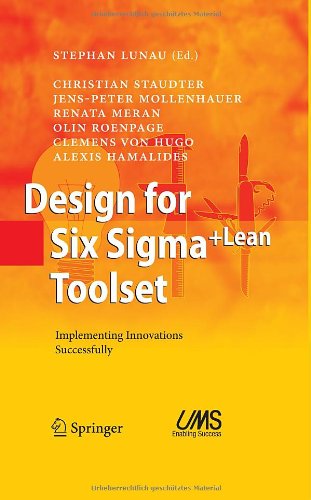 Urheberrechtlich geschütztes Material
STEPHAN LUNAU (Ed.)
CHRISTIAN STAUDTER
JENS-PETER MOLLENHAUER
RENATA MERAN
OLIN ROENPAGE
CLEMENS VON HUGO
ALEXIS HAMALIDES
Design for
Six Sigma+Lean
Toolset
Implementing Innovations
Successfully
Springer
UMS
Enabling Success
Urheberrechtlich geschütztes Material